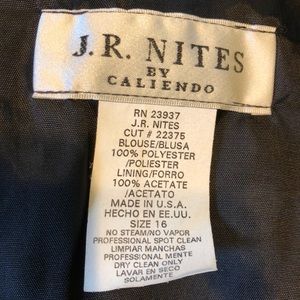 J.R. NITES
BY
CALIENDO
RN 23937
J.R. NITES
CUT # 22375
BLOUSE/BLUSA
100% POLYESTER
/POLIESTER
LINING/FORRO
100% ACETATE
/ACETATO
MADE IN U.S.A.
HECHO EN EE.UU.
SIZE 16
NO STEAM/NO VAPOR
PROFESSIONAL SPOT CLEAN
LIMPIAR MANCHAS
PROFESIONAL MENTE
DRY CLEAN ONLY
LAVAR EN SECO
SOLAMENTE